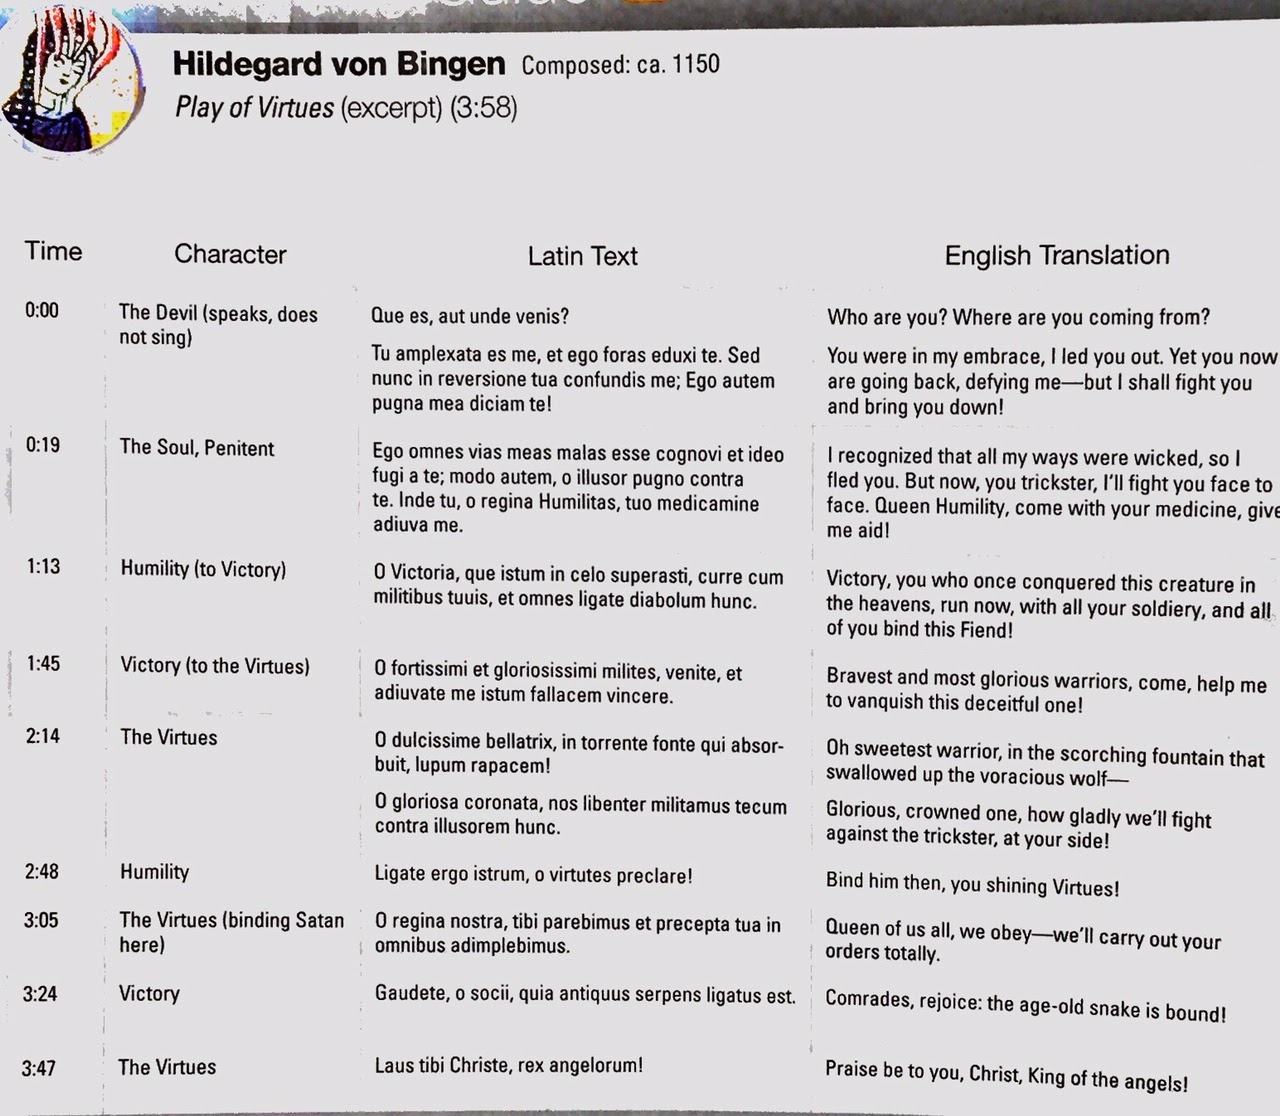 Hildegard von Bingen Composed: ca. 1150
Play of Virtues (excerpt) (3:58)
Time Character Latin Text English Translation
0:00
The Devil (speaks, does
not sing)
Que es, aut unde venis?
Tu amplexata es me, et ego foras eduxi te. Sed
nunc in reversione tua confundis me; Ego autem
pugna mea diciam te!
Who are you? Where are you coming from?
You were in my embrace, I led you out. Yet you now
are going back, defying me—but I shall fight you
and bring you down!
0:19
The Soul, Penitent
Ego omnes vias meas malas esse cognovi et ideo
fugi a te; modo autem, o illusor pugno contra
te. Inde tu, o regina Humilitas, tuo medicamine
adiuva me.
I recognized that all my ways were wicked, so I
fled you. But now, you trickster, I'll fight you face to
face. Queen Humility, come with your medicine, give
me aid!
1:13
Humility (to Victory)
O Victoria, que istum in celo superasti, curre cum
militibus tuuis, et omnes ligate diabolum hunc.
Victory, you who once conquered this creature in
the heavens, run now, with all your soldiery, and all
of you bind this Fiend!
1:45
Victory (to the Virtues)
O fortissimi et gloriosissimi milites, venite, et
adiuvate me istum fallacem vincere.
Bravest and most glorious warriors, come, help me
to vanquish this deceitful one!
2:14
The Virtues
O dulcissime bellatrix, in torrente fonte qui absor-
buit, lupum rapacem!
O gloriosa coronata, nos libenter militamus tecum
contra illusorem hunc.
Oh sweetest warrior, in the scorching fountain that
swallowed up the voracious wolf—
Glorious, crowned one, how gladly we'll fight
against the trickster, at your side!
2:48
Humility
Ligate ergo istrum, o virtutes preclare!
Bind him then, you shining Virtues!
3:05
The Virtues (binding Satan
here)
O regina nostra, tibi parebimus et precepta tua in
omnibus adimplebimus.
Queen of us all, we obey—we'll carry out your
orders totally.
3:24
Victory
Gaudete, o socii, quia antiquus serpens ligatus est.
Comrades, rejoice: the age-old snake is bound!
3:47
The Virtues
Laus tibi Christe, rex angelorum!
Praise be to you, Christ, King of the angels!